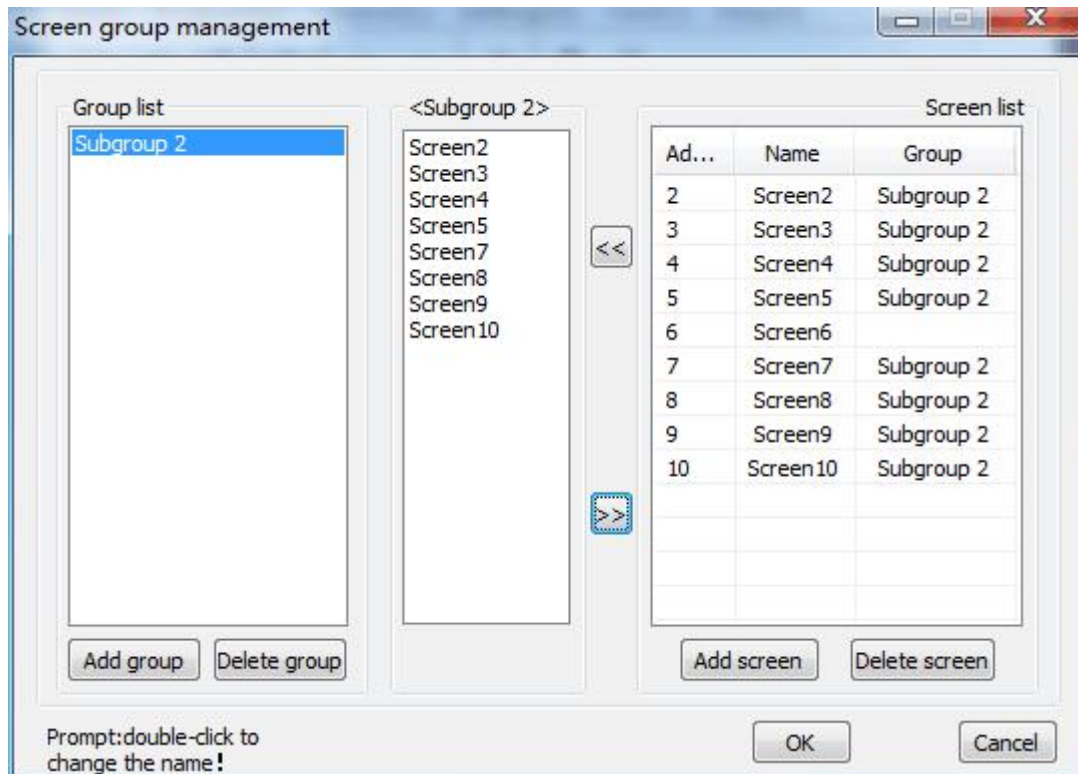 Screen group management
Group list
Subgroup 2
Add group
Delete group
<Subgroup 2>
Screen2
Screen3
Screen4
Screen5
Screen7
Screen8
Screen9
Screen10
<<
>>
Screen list
Ad... Name Group
2 Screen2 Subgroup 2
3 Screen3 Subgroup 2
4 Screen4 Subgroup 2
5 Screen5 Subgroup 2
6 Screen6
7 Screen7 Subgroup 2
8 Screen8 Subgroup 2
9 Screen9 Subgroup 2
10 Screen10 Subgroup 2
Add screen
Delete screen
Prompt:double-click to
change the name!
OK
Cancel